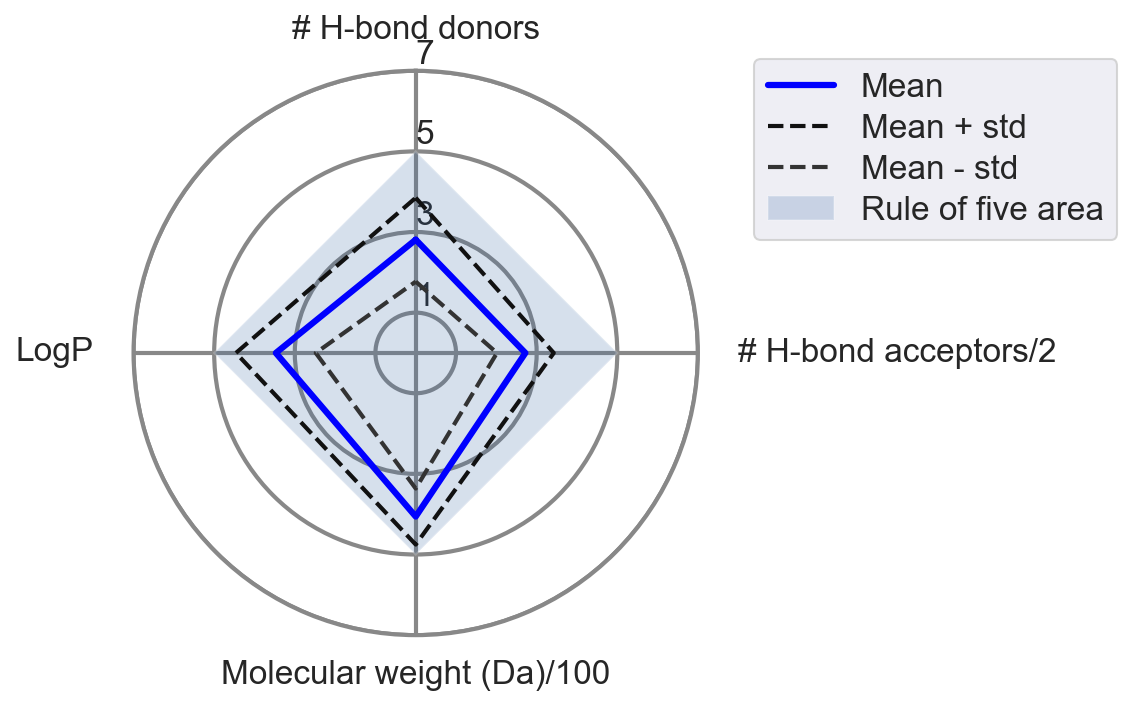 # H-bond donors
7
5
3
1
LogP
# H-bond acceptors/2
Molecular weight (Da)/100
Mean
Mean + std
Mean - std
Rule of five area